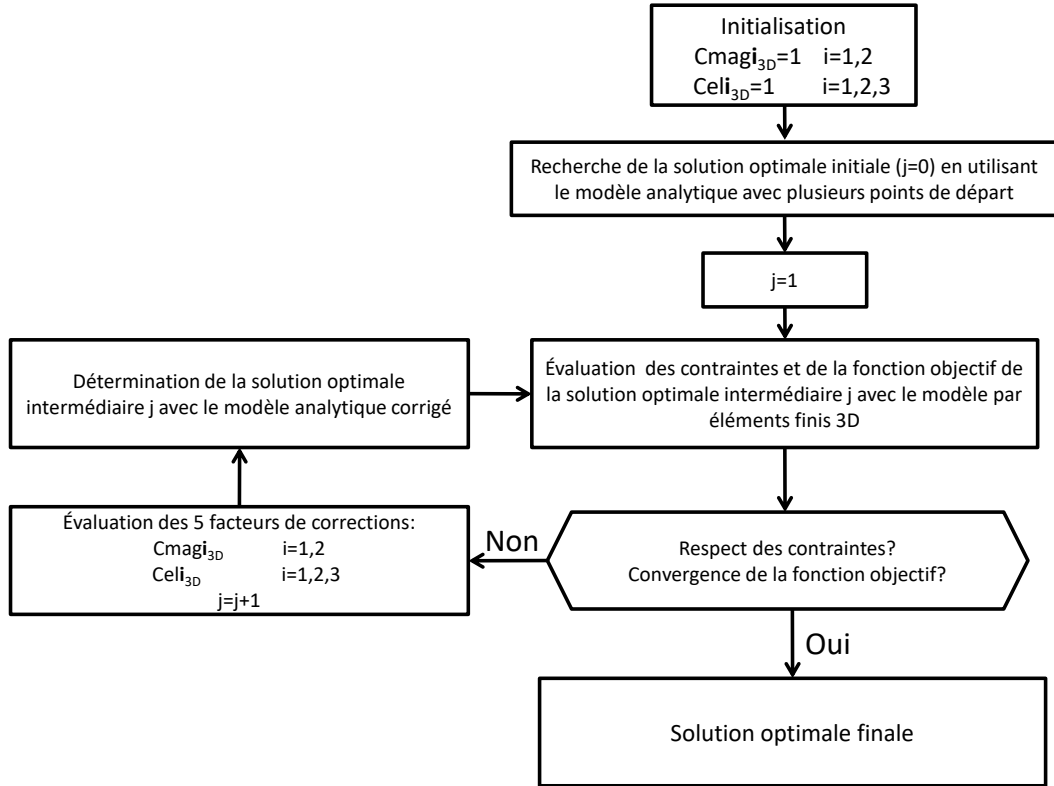 Initialisation
Cmagi3D=1 i=1,2
Celi3D=1 i=1,2,3
Recherche de la solution optimale initiale (j=0) en utilisant
le modèle analytique avec plusieurs points de départ
j=1
Évaluation des contraintes et de la fonction objectif de
la solution optimale intermédiaire j avec le modèle par
éléments finis 3D
Détermination de la solution optimale
intermédiaire j avec le modèle analytique corrigé
Évaluation des 5 facteurs de corrections:
Cmagi3D i=1,2
Celi3D i=1,2,3
j=j+1
Non
Respect des contraintes?
Convergence de la fonction objectif?
Oui
Solution optimale finale